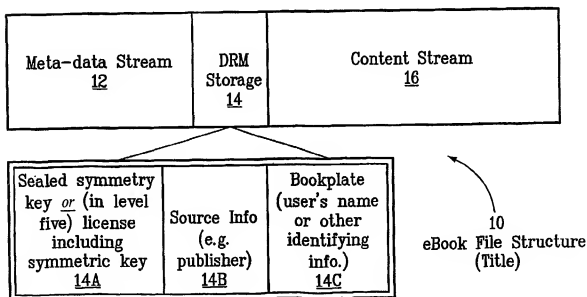 Meta-data Stream
12
DRM
Storage
14
Content Stream
16
Sealed symmetry
key or (in level
five) license
including
symmetric key
14A
Source Info
(e.g.
publisher)
14B
Bookplate
(user's name
or other
identifying
info.)
14C
10
eBook File Structure
(Title)